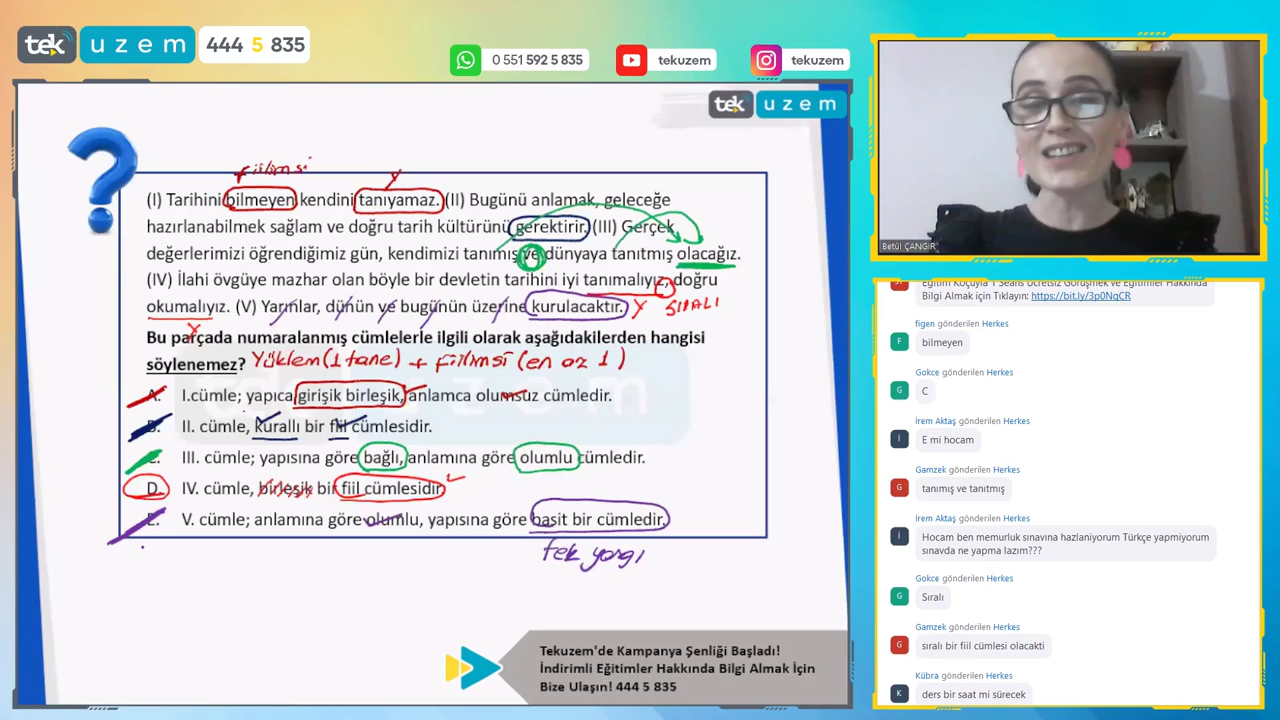 tek uzem 444 5 835
0 551 592 5 835 tekuzem tekuzem
tek uzem
fiilimsi
Y
(I) Tarihini bilmeyen kendini tanıyamaz. (II) Bugünü anlamak, geleceğe
hazırlanabilmek sağlam ve doğru tarih kültürünü gerektirir. (III) Gerçek
değerlerimizi öğrendiğimiz gün, kendimizi tanımış ve dünyaya tanıtmış olacağız.
(IV) İlahi övgüye mazhar olan böyle bir devletin tarihini iyi tanımalıyız, doğru
okumalıyız. (V) Yarınlar, dünün ve bugünün üzerine kurulacaktır. Y SIRALI
Y
Bu parçada numaralanmış cümlelerle ilgili olarak aşağıdakilerden hangisi
söylenemez? Yüklem (1 tane) + fiilimsi (en az 1)
A. I.cümle; yapıca girişik birleşik, anlamca olumsuz cümledir.
B. II. cümle, kurallı bir fiil cümlesidir.
C. III. cümle; yapısına göre bağlı, anlamına göre olumlu cümledir.
D. IV. cümle, birleşik bir fiil cümlesidir.
E. V. cümle; anlamına göre olumlu, yapısına göre basit bir cümledir.
tek yargı
Tekuzem'de Kampanya Şenliği Başladı!
İndirimli Eğitimler Hakkında Bilgi Almak İçin
Bize Ulaşın! 444 5 835
Betül ÇANGIR
Eğitim Koçuyla 1 Seans Ücretsiz Görüşmek ve Eğitimler Hakkında
Bilgi Almak için Tıklayın: https://bit.ly/3p0NqCR
figen gönderilen Herkes
F bilmeyen
Gokce gönderilen Herkes
G C
İrem Aktaş gönderilen Herkes
İ E mi hocam
Gamzek gönderilen Herkes
G tanımış ve tanıtmış
İrem Aktaş gönderilen Herkes
İ Hocam ben memurluk sınavına hazlaniyorum Türkçe yapmiyorum
sınavda ne yapma lazım???
Gokce gönderilen Herkes
G Sıralı
Gamzek gönderilen Herkes
G sıralı bir fiil cümlesi olacakti
Kübra gönderilen Herkes
K ders bir saat mi sürecek